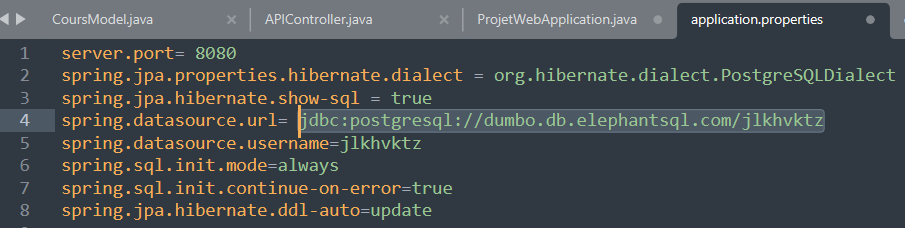 CoursModel.java APIController.java ProjetWebApplication.java application.properties
1 server.port= 8080
2 spring.jpa.properties.hibernate.dialect = org.hibernate.dialect.PostgreSQLDialect
3 spring.jpa.hibernate.show-sql = true
4 spring.datasource.url= jdbc:postgresql://dumbo.db.elephantsql.com/jlkhvktz
5 spring.datasource.username=jlkhvktz
6 spring.sql.init.mode=always
7 spring.sql.init.continue-on-error=true
8 spring.jpa.hibernate.ddl-auto=update